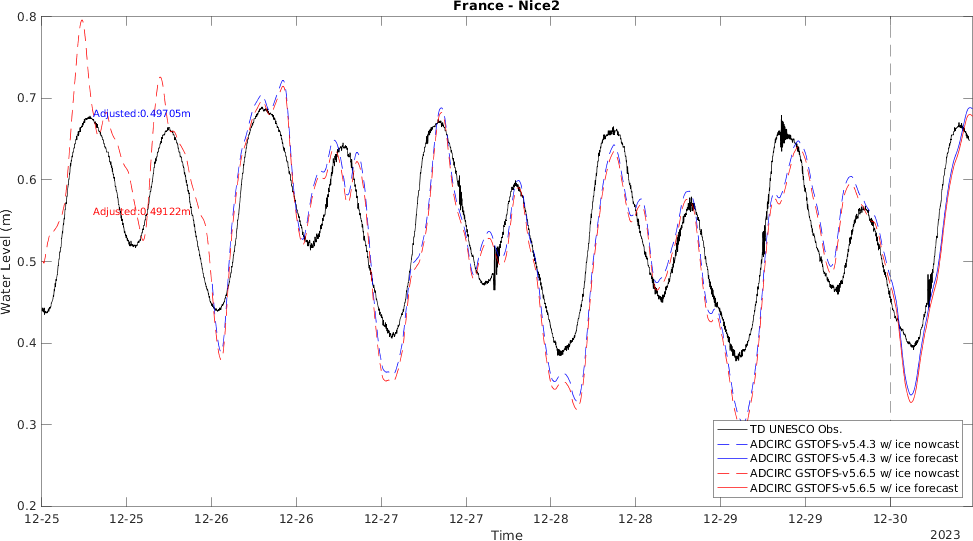 France - Nice2
0.8
0.7
0.6
0.5
0.4
0.3
0.2
Water Level (m)
Adjusted:0.49705m
Adjusted:0.49122m
TD UNESCO Obs.
ADCIRC GSTOFS-v5.4.3 w/ ice nowcast
ADCIRC GSTOFS-v5.4.3 w/ ice forecast
ADCIRC GSTOFS-v5.6.5 w/ ice nowcast
ADCIRC GSTOFS-v5.6.5 w/ ice forecast
12-25 12-25 12-26 12-26 12-27 12-27 12-28 12-28 12-29 12-29 12-30
Time
2023